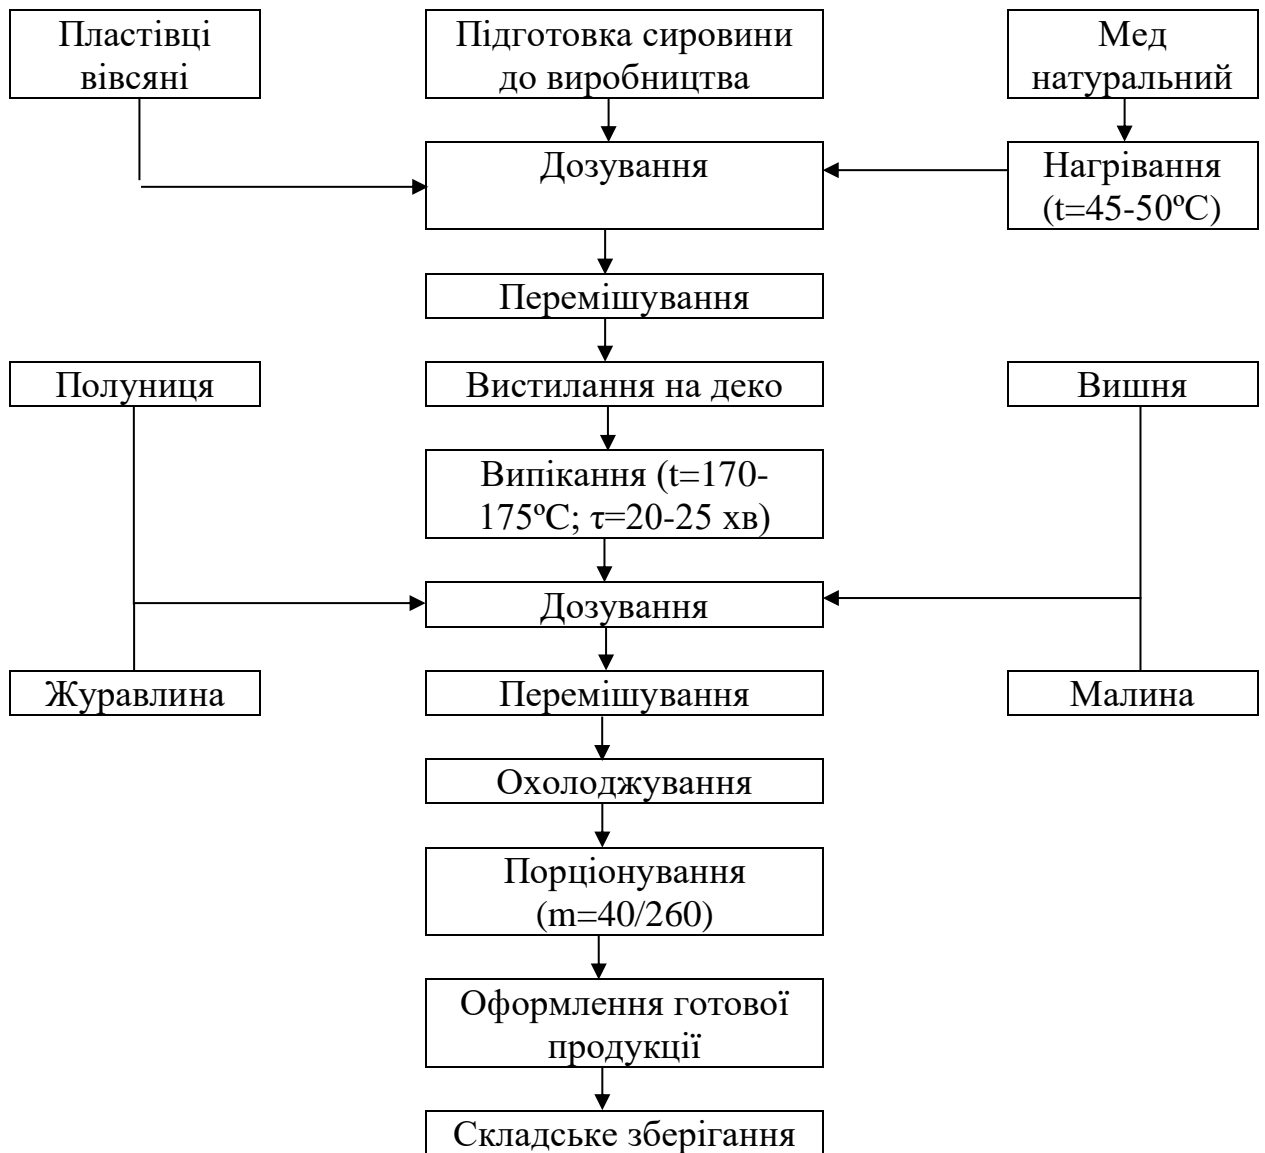 Пластівці
вівсяні
Підготовка сировини
до виробництва
Мед
натуральний
Дозування
Нагрівання
(t=45-50ºС)
Перемішування
Полуниця
Вистилання на деко
Вишня
Випікання (t=170-
175ºС; τ=20-25 хв)
Дозування
Журавлина
Перемішування
Малина
Охолоджування
Порціонування
(m=40/260)
Оформлення готової
продукції
Складське зберігання